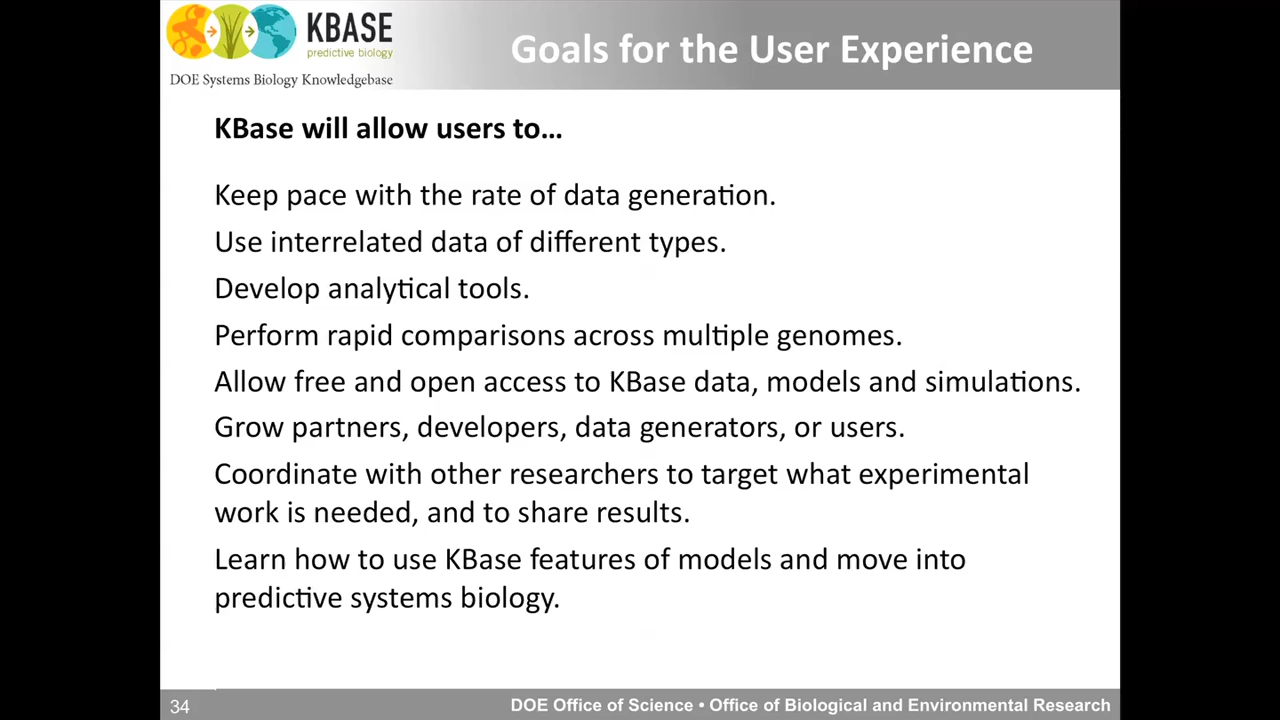 KBASE
predictive biology
DOE Systems Biology Knowledgebase
Goals for the User Experience
KBase will allow users to…
Keep pace with the rate of data generation.
Use interrelated data of different types.
Develop analytical tools.
Perform rapid comparisons across multiple genomes.
Allow free and open access to KBase data, models and simulations.
Grow partners, developers, data generators, or users.
Coordinate with other researchers to target what experimental
work is needed, and to share results.
Learn how to use KBase features of models and move into
predictive systems biology.
34
DOE Office of Science • Office of Biological and Environmental Research